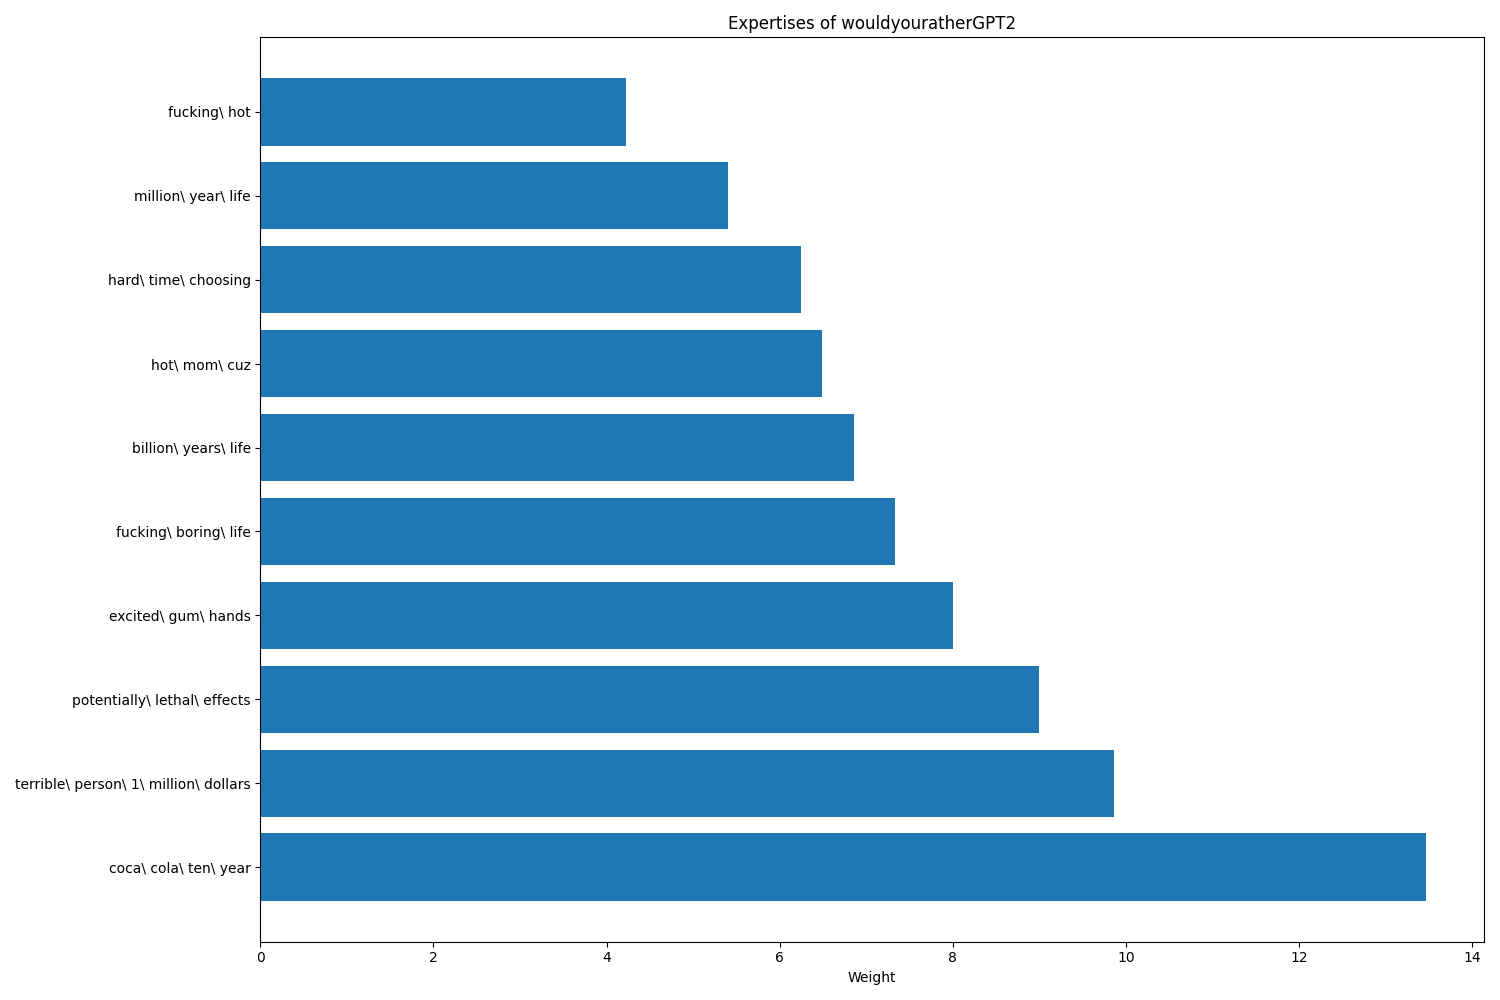 Expertises of wouldyouratherGPT2
fucking\ hot
million\ year\ life
hard\ time\ choosing
hot\ mom\ cuz
billion\ years\ life
fucking\ boring\ life
excited\ gum\ hands
potentially\ lethal\ effects
terrible\ person\ 1\ million\ dollars
coca\ cola\ ten\ year
0 2 4 6 8 10 12 14
Weight